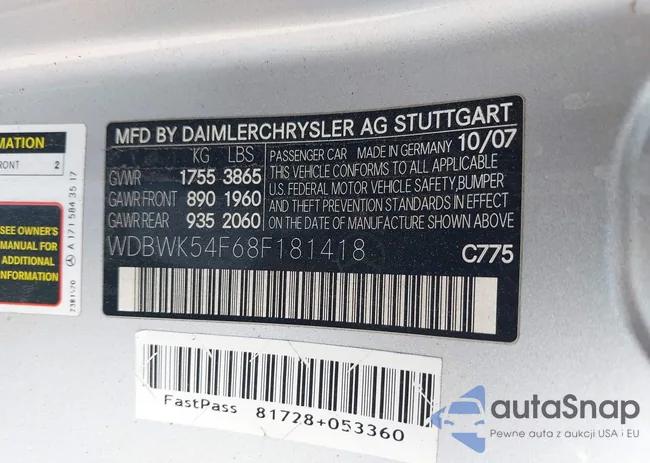 MATION
RONT 2
SEE OWNER'S
MANUAL FOR
ADDITIONAL
INFORMATION
A 171 584 35 17
2381520
MFD BY DAIMLERCHRYSLER AG STUTTGART
KG LBS PASSENGER CAR MADE IN GERMANY 10/07
GVWR 1755 3865 THIS VEHICLE CONFORMS TO ALL APPLICABLE
GAWR FRONT 890 1960 U.S. FEDERAL MOTOR VEHICLE SAFETY,BUMPER
GAWR REAR 935 2060 AND THEFT PREVENTION STANDARDS IN EFFECT
ON THE DATE OF MANUFACTURE SHOWN ABOVE.
WDBWK54F68F181418 C775
FastPass 81728+053360
autoSnap
Pewne auta z aukcji USA i EU